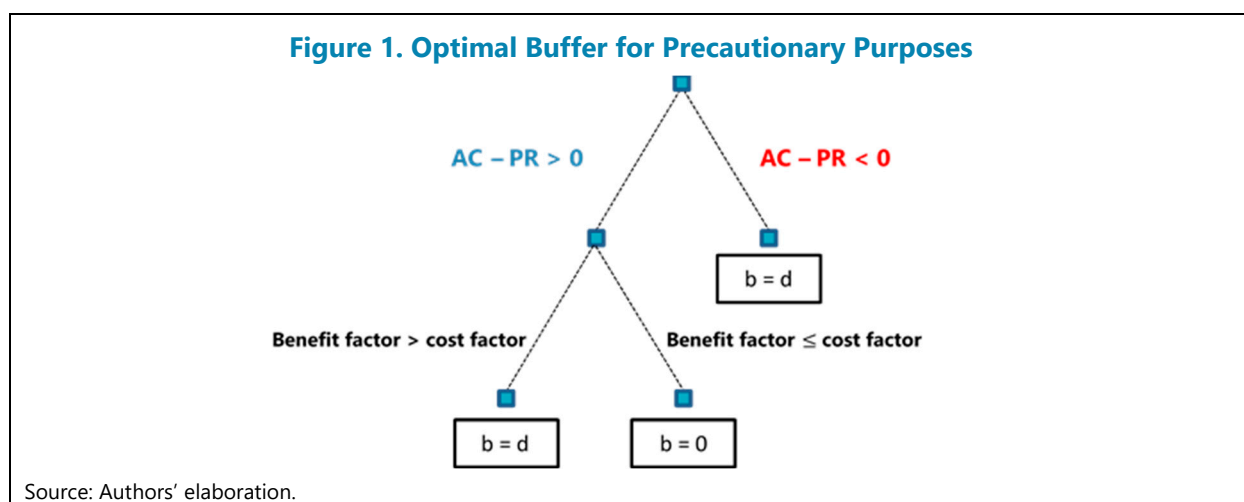 Figure 1. Optimal Buffer for Precautionary Purposes
AC – PR > 0
AC – PR < 0
b = d
Benefit factor > cost factor
Benefit factor ≤ cost factor
b = d
b = 0
Source: Authors’ elaboration.